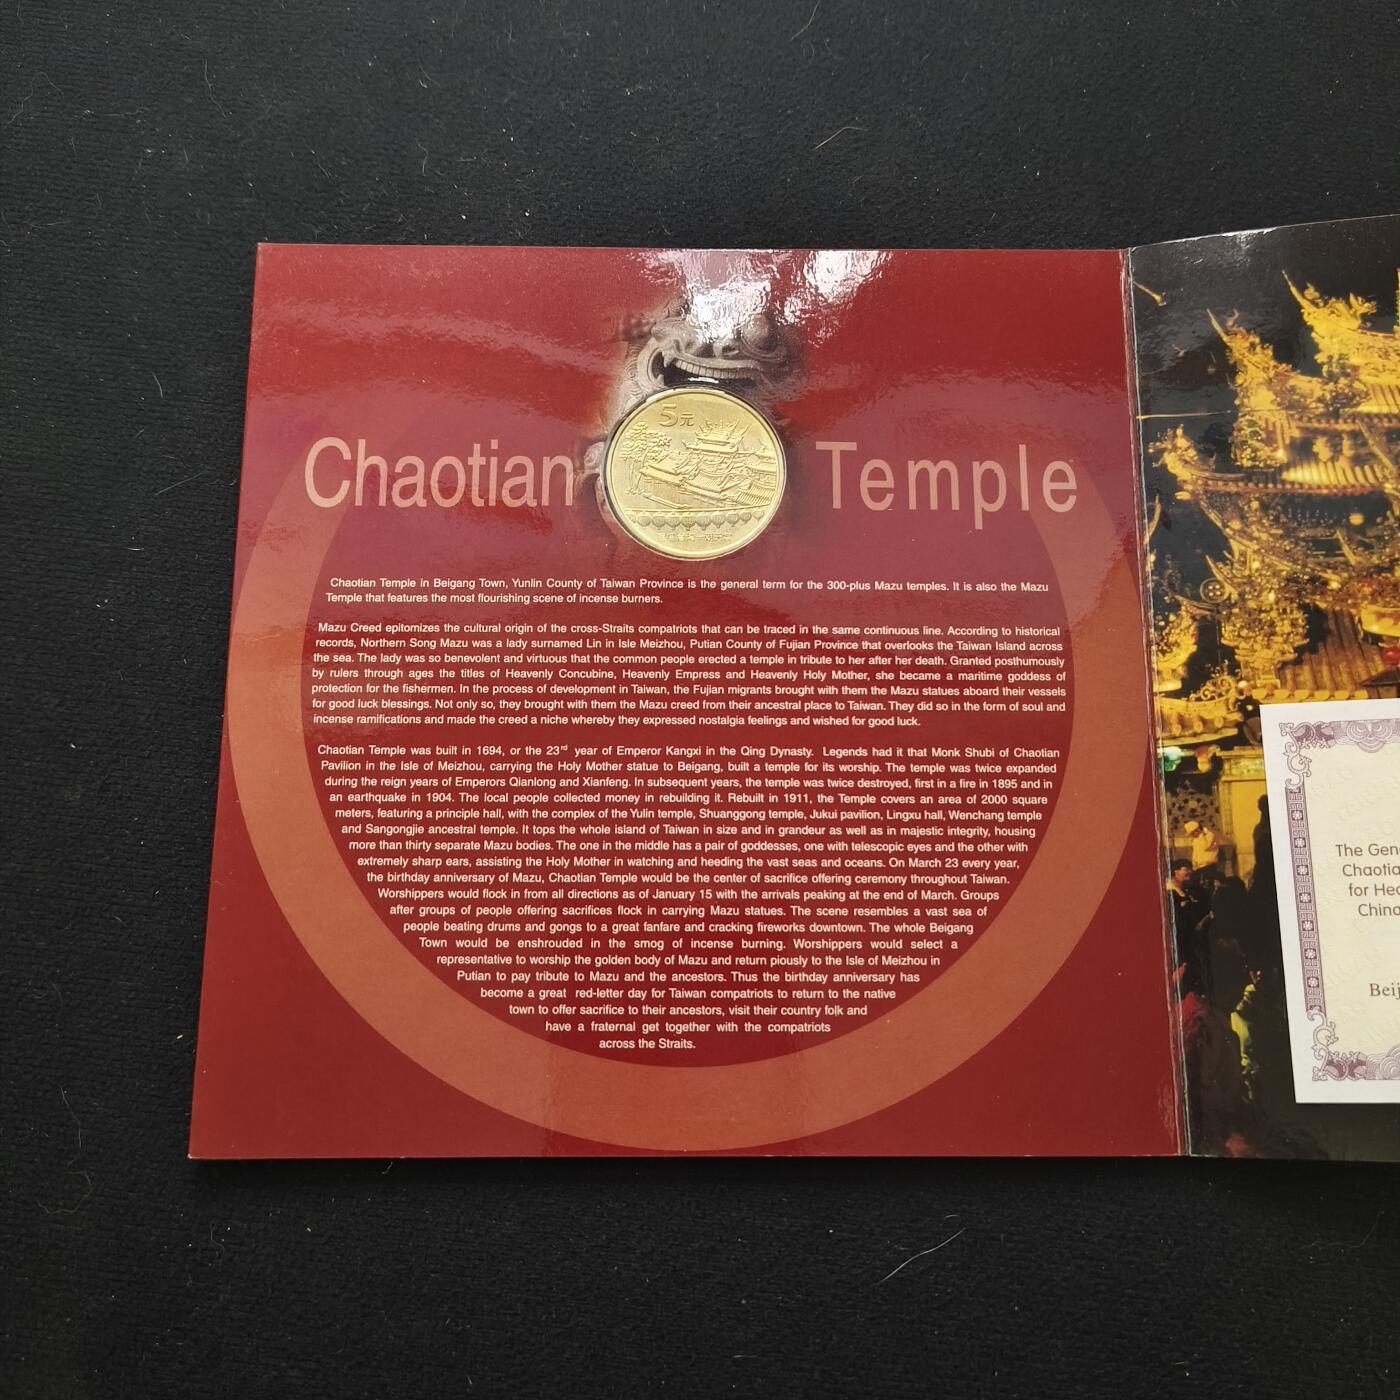 5元
Chaotian Temple
Chaotian Temple in Beigang Town, Yunlin County of Taiwan Province is the general term for the 300-plus Mazu temples. It is also the Mazu
Temple that features the most flourishing scene of incense burners.
Mazu Creed epitomizes the cultural origin of the cross-Straits compatriots that can be traced in the same continuous line. According to historical
records, Northern Song Mazu was a lady surnamed Lin in Isle Meizhou, Putian County of Fujian Province that overlooks the Taiwan Island across
the sea. The lady was so benevolent and virtuous that the common people erected a temple in tribute to her after her death. Granted posthumously
by rulers through ages the titles of Heavenly Concubine, Heavenly Empress and Heavenly Holy Mother, she became a maritime goddess of
protection for the fishermen. In the process of development in Taiwan, the Fujian migrants brought with them the Mazu statues aboard their vessels
for good luck blessings. Not only so, they brought with them the Mazu creed from their ancestral place to Taiwan. They did so in the form of soul and
incense ramifications and made the creed a niche whereby they expressed nostalgia feelings and wished for good luck.
Chaotian Temple was built in 1694, or the 23rd year of Emperor Kangxi in the Qing Dynasty. Legends had it that Monk Shubi of Chaotian
Pavilion in the Isle of Meizhou, carrying the Holy Mother statue to Beigang, built a temple for its worship. The temple was twice expanded
during the reign years of Emperors Qianlong and Xianfeng. In subsequent years, the temple was twice destroyed, first in a fire in 1895 and in
an earthquake in 1904. The local people collected money in rebuilding it. Rebuilt in 1911, the Temple covers an area of 2000 square
meters, featuring a principle hall, with the complex of the Yulin temple, Shuanggong temple, Jukui pavilion, Lingxu hall, Wenchang temple
and Sangongjie ancestral temple. It tops the whole island of Taiwan in size and in grandeur as well as in majestic integrity, housing
more than thirty separate Mazu bodies. The one in the middle has a pair of goddesses, one with telescopic eyes and the other with
extremely sharp ears, assisting the Holy Mother in watching and heeding the vast seas and oceans. On March 23 every year,
the birthday anniversary of Mazu, Chaotian Temple would be the center of sacrifice offering ceremony throughout Taiwan.
Worshippers would flock in from all directions as of January 15 with the arrivals peaking at the end of March. Groups
after groups of people offering sacrifices flock in carrying Mazu statues. The scene resembles a vast sea of
people beating drums and gongs to a great fanfare and cracking fireworks downtown. The whole Beigang
Town would be enshrouded in the smog of incense burning. Worshippers would select a
representative to worship the golden body of Mazu and return piously to the Isle of Meizhou in
Putian to pay tribute to Mazu and the ancestors. Thus the birthday anniversary has
become a great red-letter day for Taiwan compatriots to return to the native
town to offer sacrifice to their ancestors, visit their country folk and
have a fraternal get together with the compatriots
across the Straits.
The Gen
Chaotia
for Hea
China
Beij